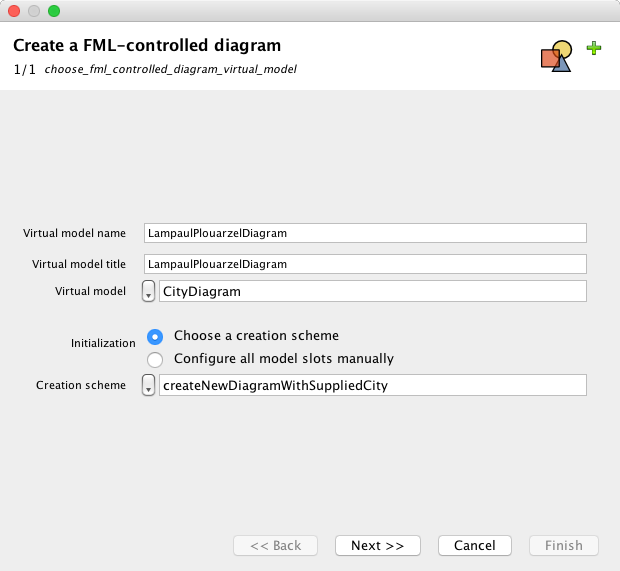 Create a FML-controlled diagram
1/1 choose_fml_controlled_diagram_virtual_model
Virtual model name LampaulPlouarzelDiagram
Virtual model title LampaulPlouarzelDiagram
Virtual model CityDiagram
Initialization Choose a creation scheme
Configure all model slots manually
Creation scheme createNewDiagramWithSuppliedCity
<< Back Next >> Cancel Finish